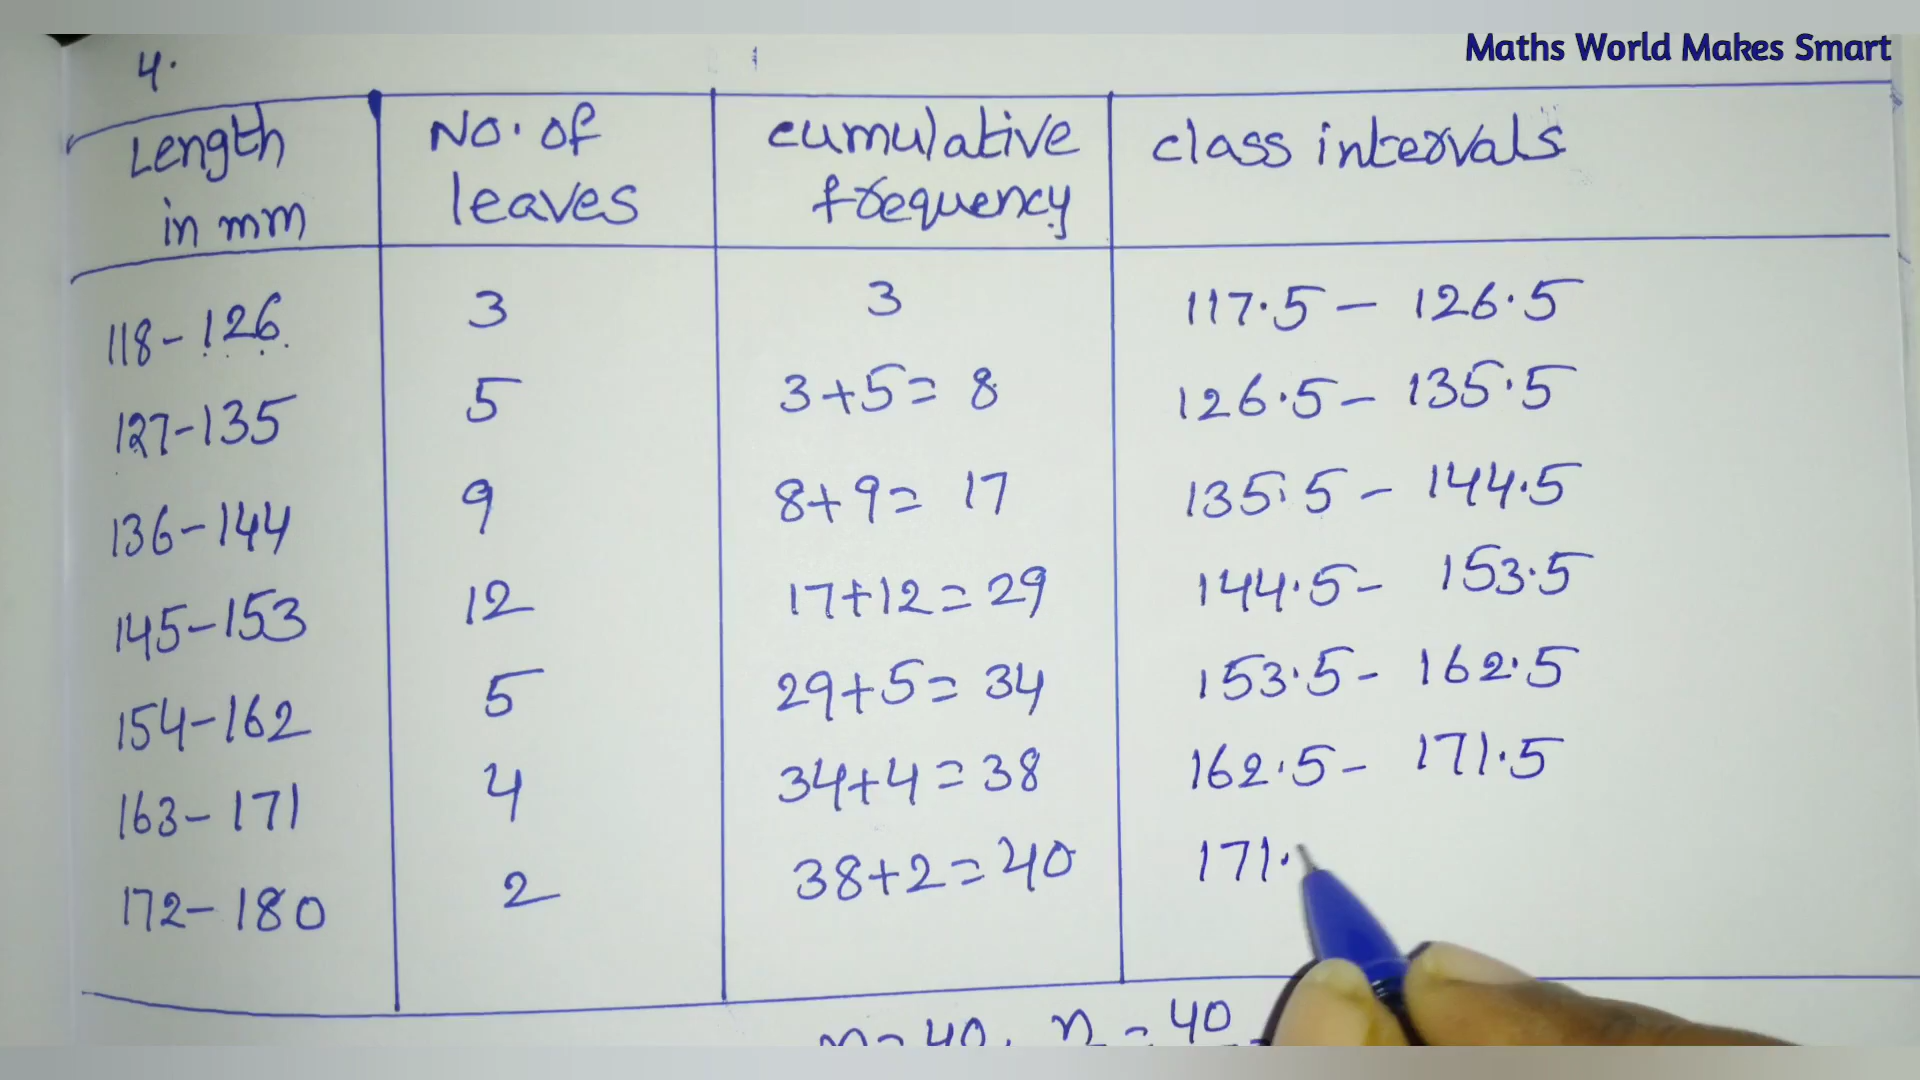 Maths World Makes Smart
4.
Length in mm | No. of leaves | cumulative frequency | class intervals
118-126 | 3 | 3 | 117.5 - 126.5
127-135 | 5 | 3+5= 8 | 126.5 - 135.5
136-144 | 9 | 8+9= 17 | 135.5 - 144.5
145-153 | 12 | 17+12=29 | 144.5 - 153.5
154-162 | 5 | 29+5=34 | 153.5 - 162.5
163-171 | 4 | 34+4=38 | 162.5 - 171.5
172-180 | 2 | 38+2=40 | 171.
n=40, n = 40